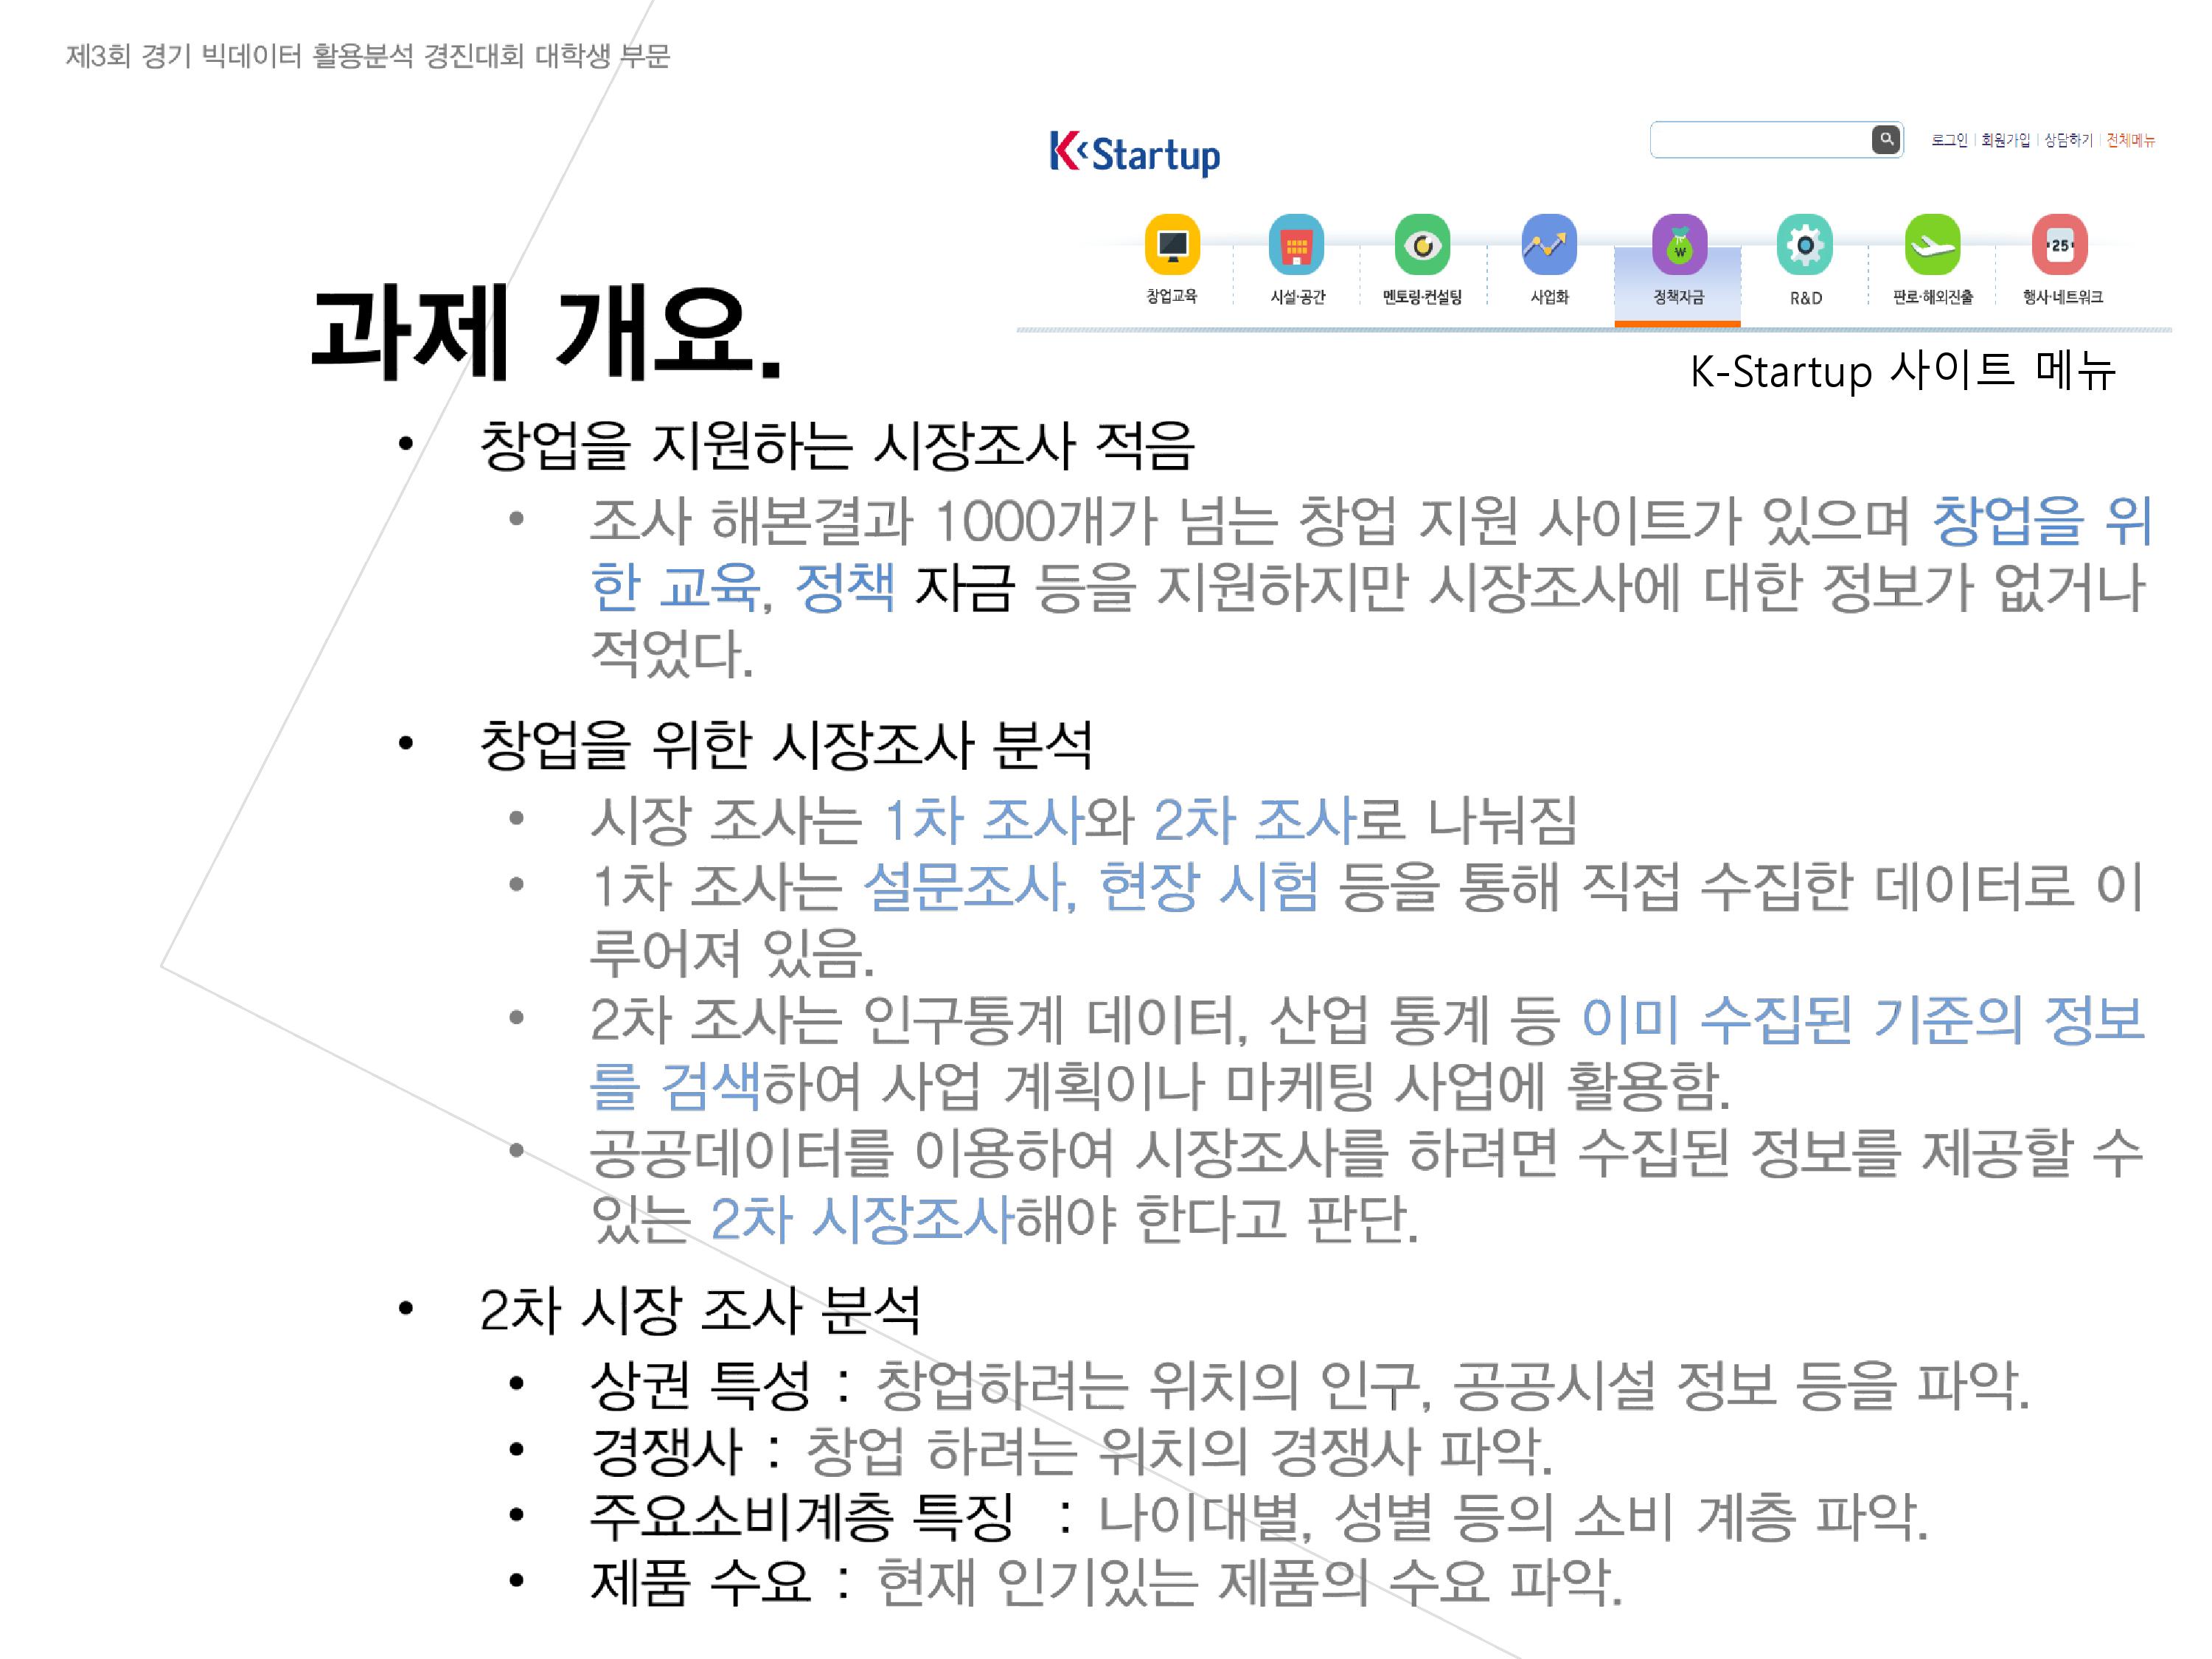 제3회 경기 빅데이터 활용분석 경진대회 대학생 부문
K Startup
로그인 | 회원가입 | 상담하기 | 전체메뉴
창업교육 시설·공간 멘토링·컨설팅 사업화 정책자금 R&D 판로·해외진출 행사·네트워크
25
K-Startup 사이트 메뉴
과제 개요.
• 창업을 지원하는 시장조사 적음
• 조사 해본결과 1000개가 넘는 창업 지원 사이트가 있으며 창업을 위
한 교육, 정책 자금 등을 지원하지만 시장조사에 대한 정보가 없거나
적었다.
• 창업을 위한 시장조사 분석
• 시장 조사는 1차 조사와 2차 조사로 나눠짐
• 1차 조사는 설문조사, 현장 시험 등을 통해 직접 수집한 데이터로 이
루어져 있음.
• 2차 조사는 인구통계 데이터, 산업 통계 등 이미 수집된 기준의 정보
를 검색하여 사업 계획이나 마케팅 사업에 활용함.
• 공공데이터를 이용하여 시장조사를 하려면 수집된 정보를 제공할 수
있는 2차 시장조사해야 한다고 판단.
• 2차 시장 조사 분석
• 상권 특성 : 창업하려는 위치의 인구, 공공시설 정보 등을 파악.
• 경쟁사 : 창업 하려는 위치의 경쟁사 파악.
• 주요소비계층 특징 : 나이대별, 성별 등의 소비 계층 파악.
• 제품 수요 : 현재 인기있는 제품의 수요 파악.